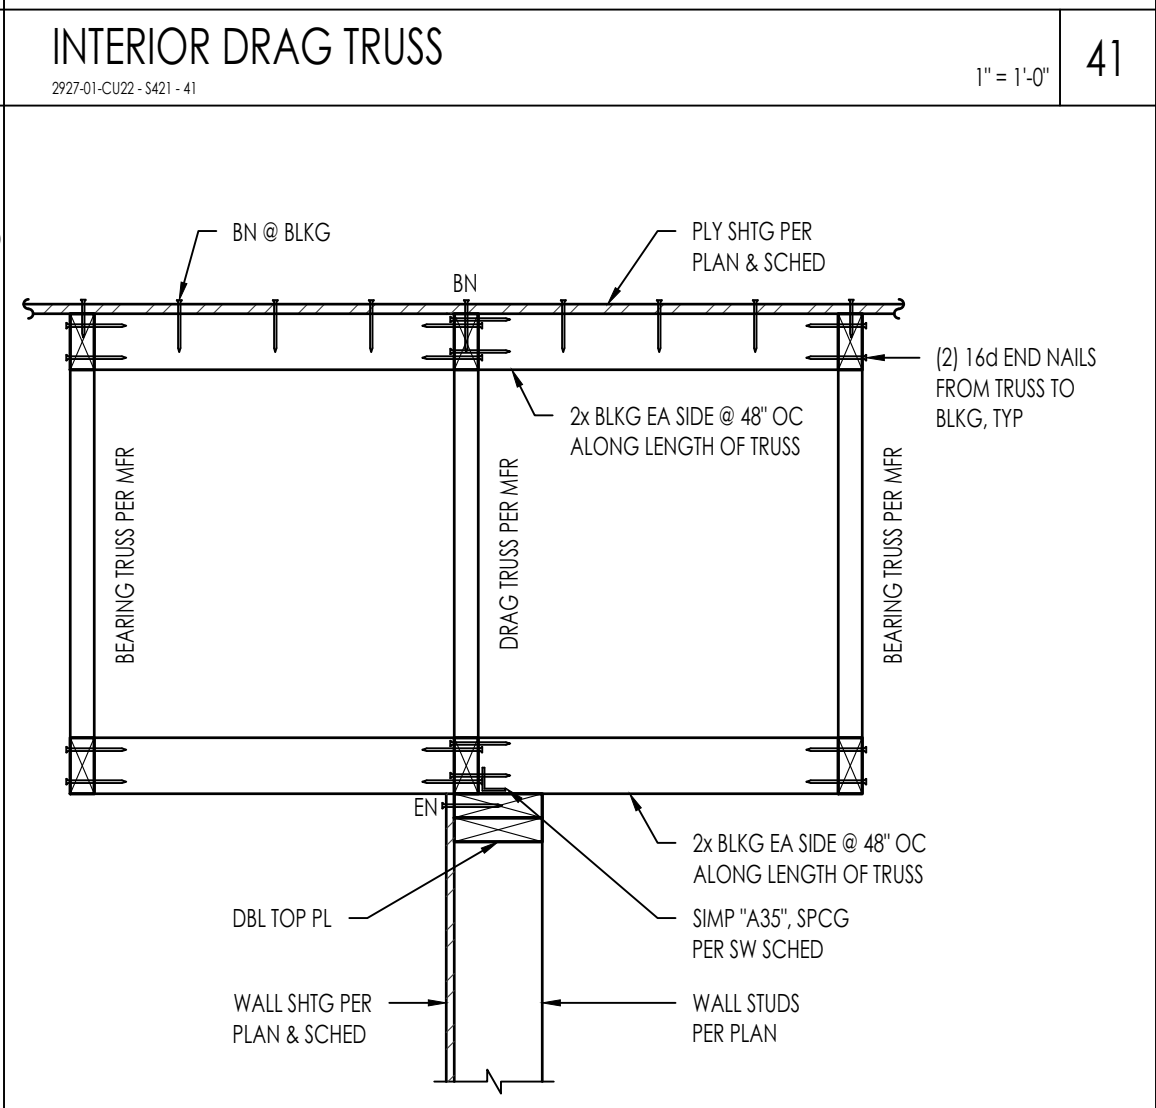 INTERIOR DRAG TRUSS
2927-01-CU22 - S421 - 41
1" = 1'-0"
41
BN @ BLKG
PLY SHTG PER
PLAN & SCHED
BN
(2) 16d END NAILS
FROM TRUSS TO
BLKG, TYP
2x BLKG EA SIDE @ 48" OC
ALONG LENGTH OF TRUSS
BEARING TRUSS PER MFR
DRAG TRUSS PER MFR
BEARING TRUSS PER MFR
EN
2x BLKG EA SIDE @ 48" OC
ALONG LENGTH OF TRUSS
DBL TOP PL
SIMP "A35", SPCG
PER SW SCHED
WALL SHTG PER
PLAN & SCHED
WALL STUDS
PER PLAN